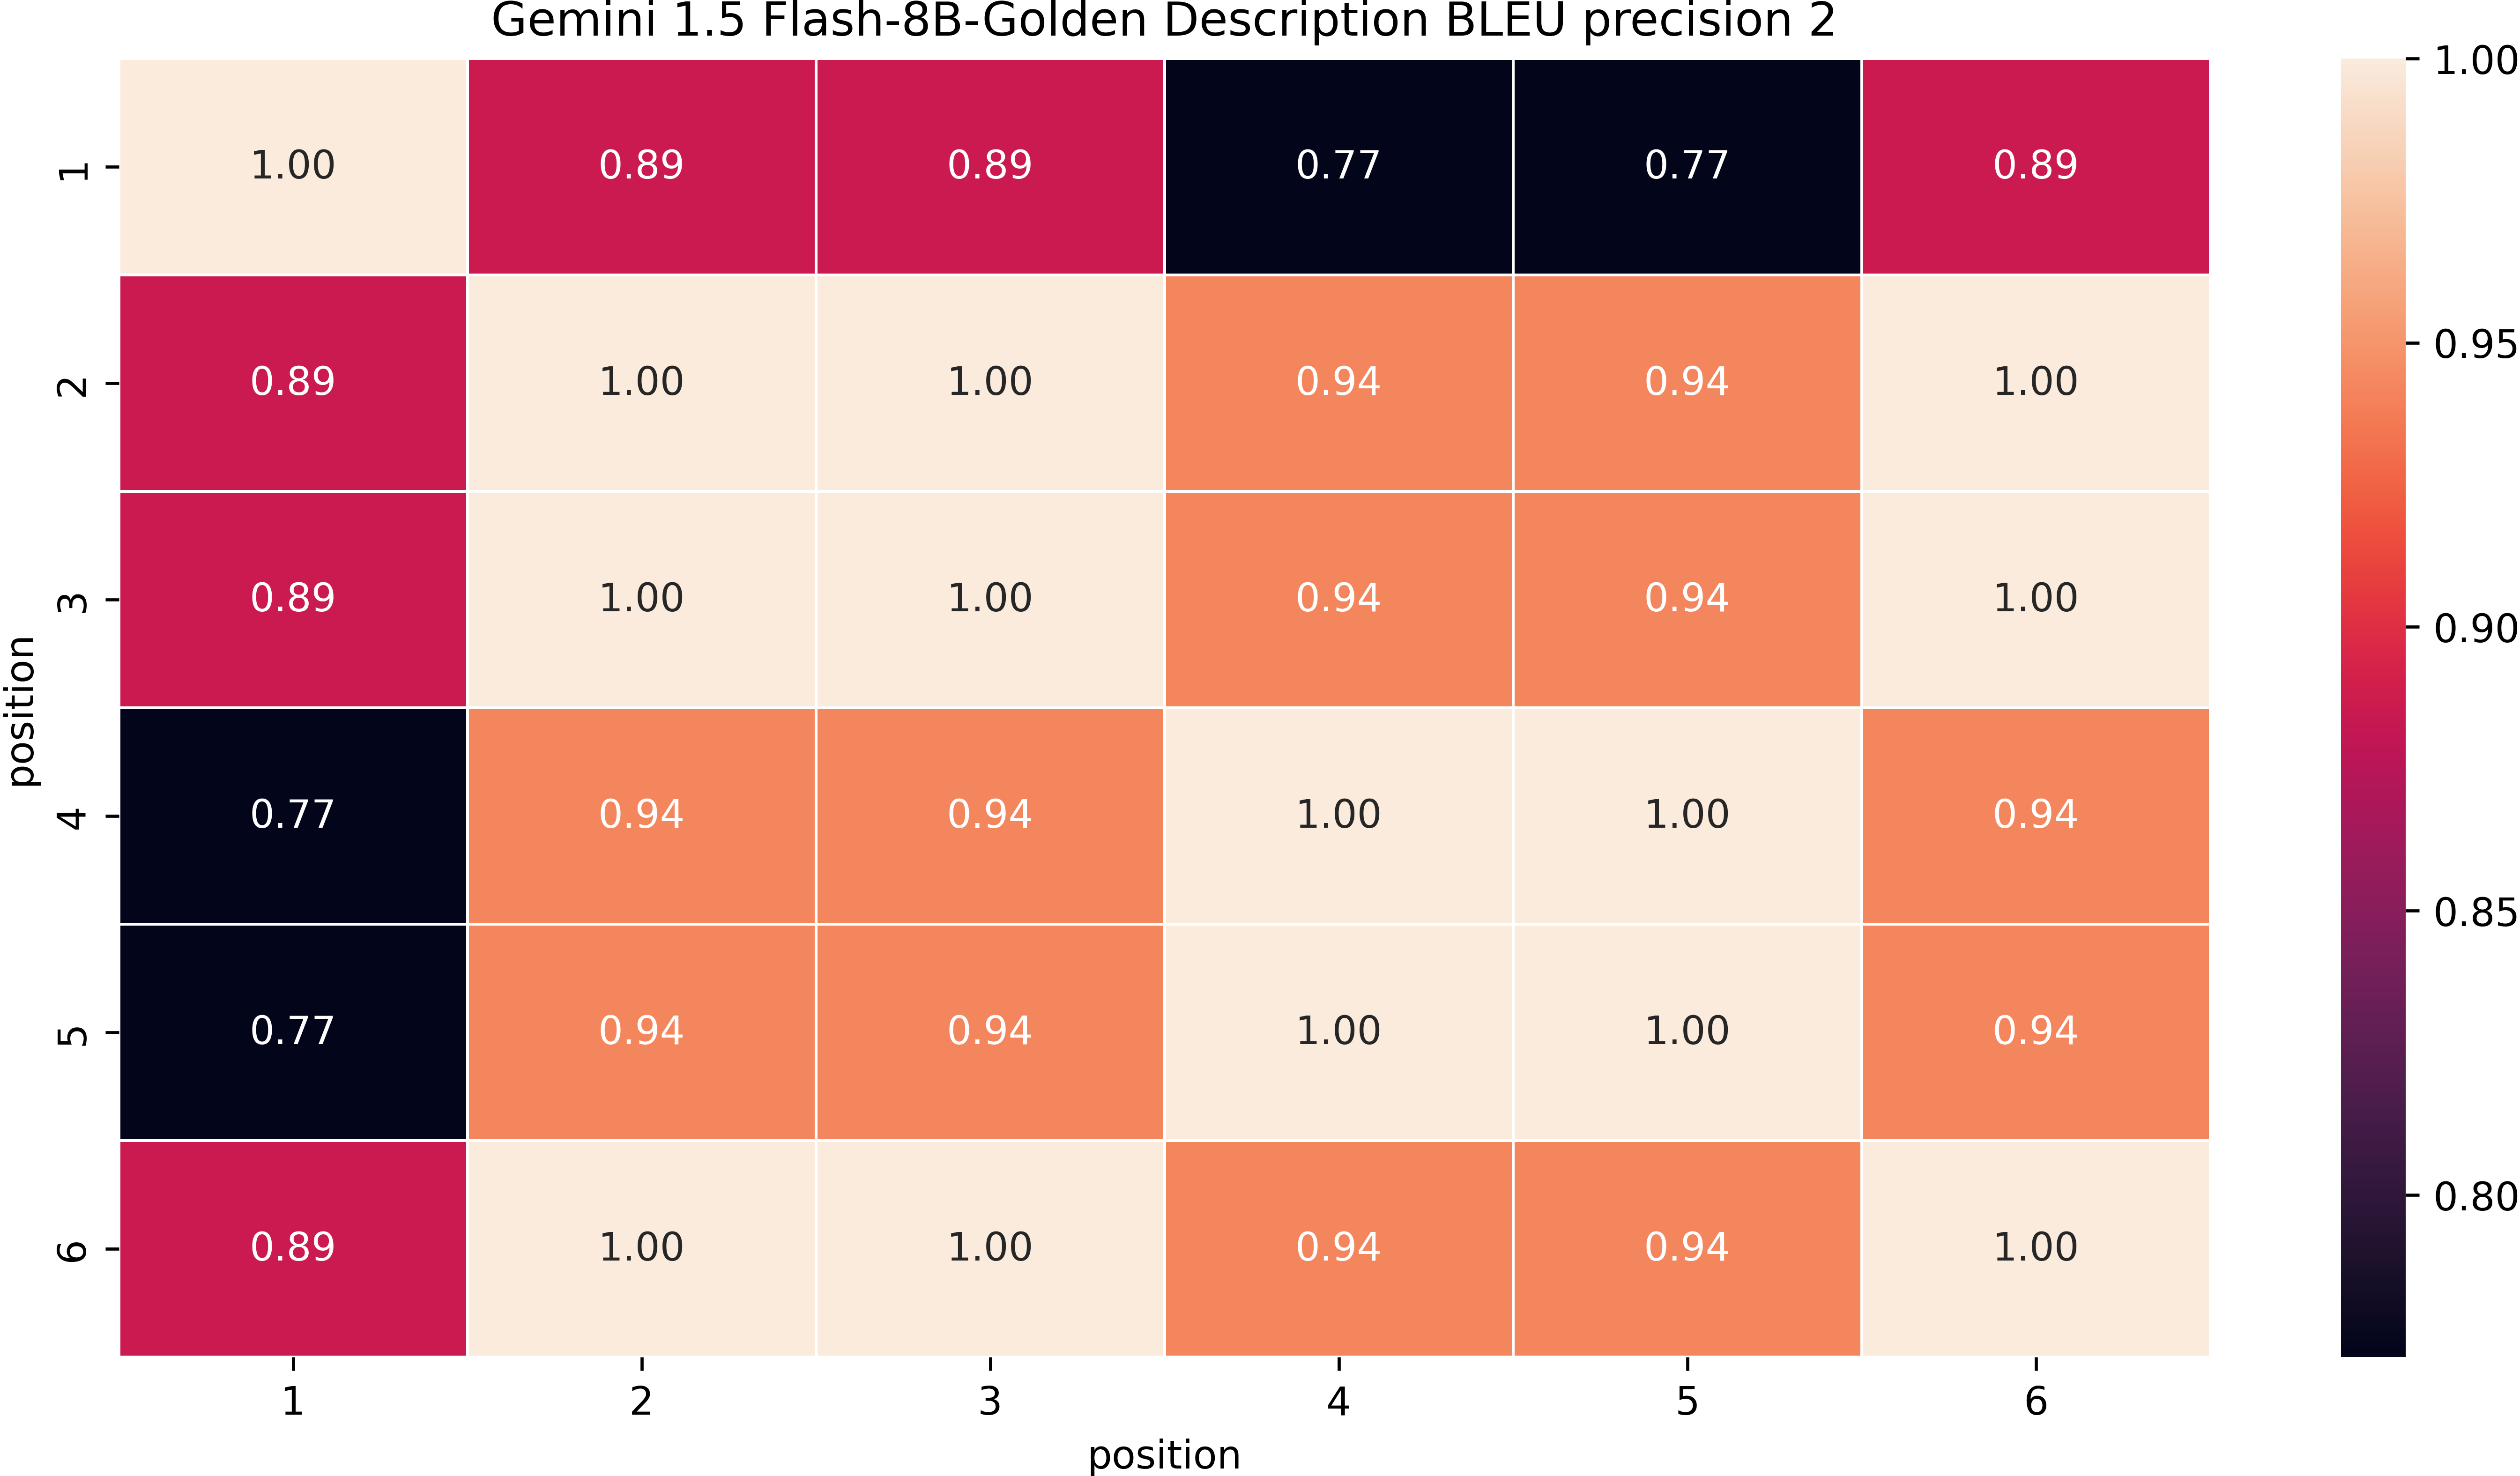 Gemini 1.5 Flash-8B-Golden Description BLEU precision 2
1.00
1 1.00 0.89 0.89 0.77 0.77 0.89
0.95
2 0.89 1.00 1.00 0.94 0.94 1.00
3 0.89 1.00 1.00 0.94 0.94 1.00
0.90
position
4 0.77 0.94 0.94 1.00 1.00 0.94
0.85
5 0.77 0.94 0.94 1.00 1.00 0.94
0.80
6 0.89 1.00 1.00 0.94 0.94 1.00
1 2 3 4 5 6
position